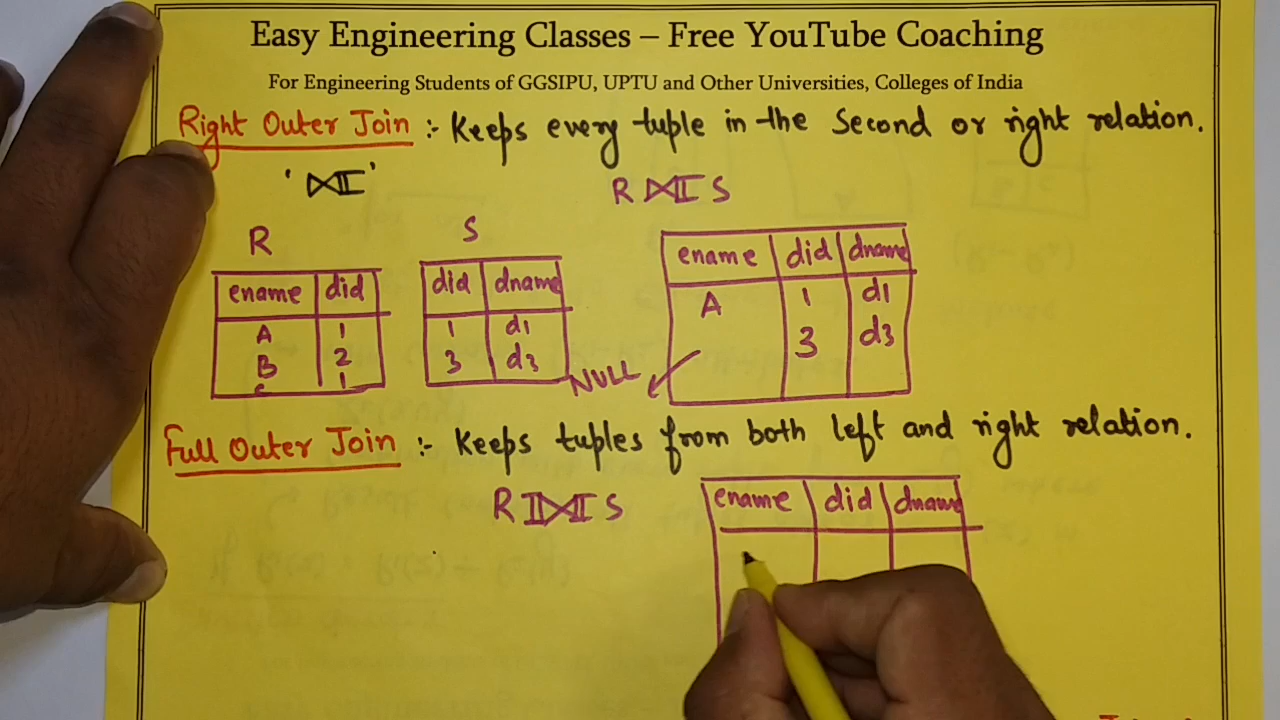 Easy Engineering Classes – Free YouTube Coaching
For Engineering Students of GGSIPU, UPTU and Other Universities, Colleges of India
Right Outer Join :- Keeps every tuple in the second or right relation.
' ⟖ '
R ⟖ S
R
ename did
A 1
B 2
S
did dname
1 d1
3 d3
ename did dname
A 1 d1
3 d3
NULL
Full Outer Join :- Keeps tuples from both left and right relation.
R ⟗ S
ename did dname